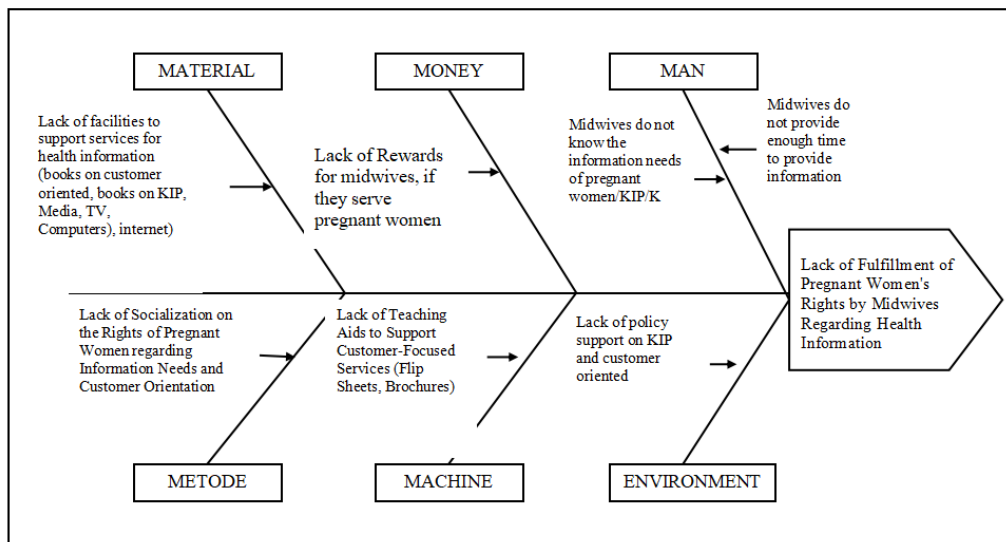 MATERIAL
MONEY
MAN
Lack of facilities to
support services for
health information
(books on customer
oriented, books on KIP,
Media, TV,
Computers), internet)
Lack of Rewards
for midwives, if
they serve
pregnant women
Midwives do not
know the
information needs
of pregnant
women/KIP/K
Midwives do
not provide
enough time
to provide
information
Lack of Fulfillment of
Pregnant Women's
Rights by Midwives
Regarding Health
Information
Lack of Socialization on
the Rights of Pregnant
Women regarding
Information Needs and
Customer Orientation
Lack of Teaching
Aids to Support
Customer-Focused
Services (Flip
Sheets, Brochures)
Lack of policy
support on KIP
and customer
oriented
METODE
MACHINE
ENVIRONMENT